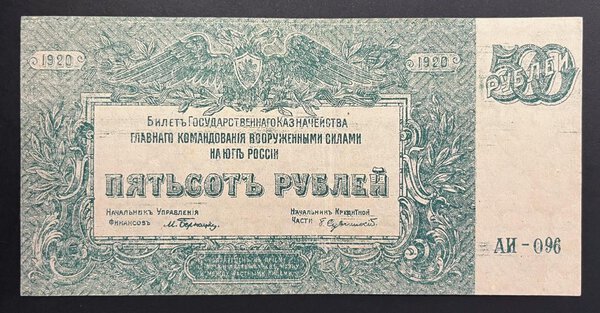 1920
1920
500
РУБЛЕЙ
БИЛЕТЪ ГОСУДАРСТВЕННАГО КАЗНАЧЕЙСТВА
ГЛАВНАГО КОМАНДОВАНІЯ ВООРУЖЕННЫМИ СИЛАМИ
НА ЮГѢ РОССІИ
ПЯТЬСОТЪ РУБЛЕЙ
НАЧАЛЬНИКЪ УПРАВЛЕНІЯ
ФИНАНСОВЪ
НАЧАЛЬНИКЪ КРЕДИТНОЙ
ЧАСТИ
АИ - 096